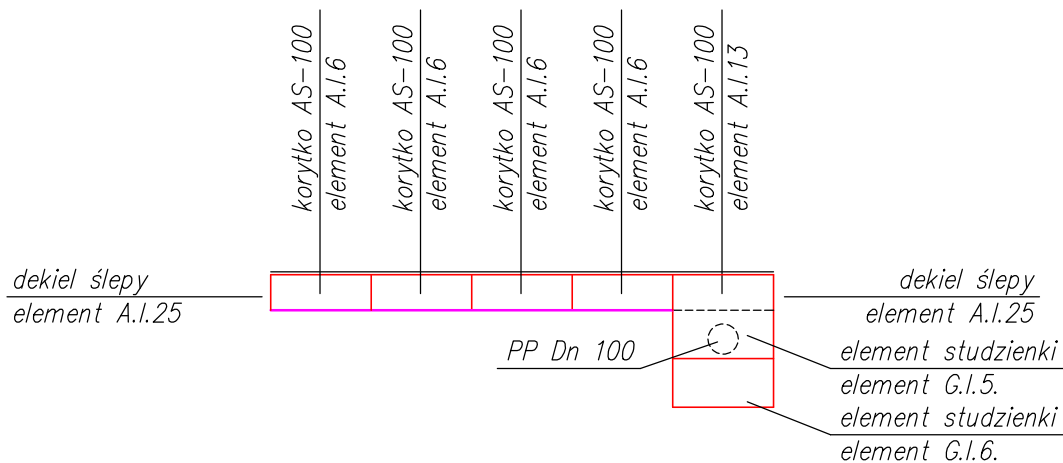 korytko AS-100
element A.I.6
korytko AS-100
element A.I.6
korytko AS-100
element A.I.6
korytko AS-100
element A.I.6
korytko AS-100
element A.I.13
dekiel ślepy
element A.I.25
dekiel ślepy
element A.I.25
PP Dn 100
element studzienki
element G.I.5.
element studzienki
element G.I.6.